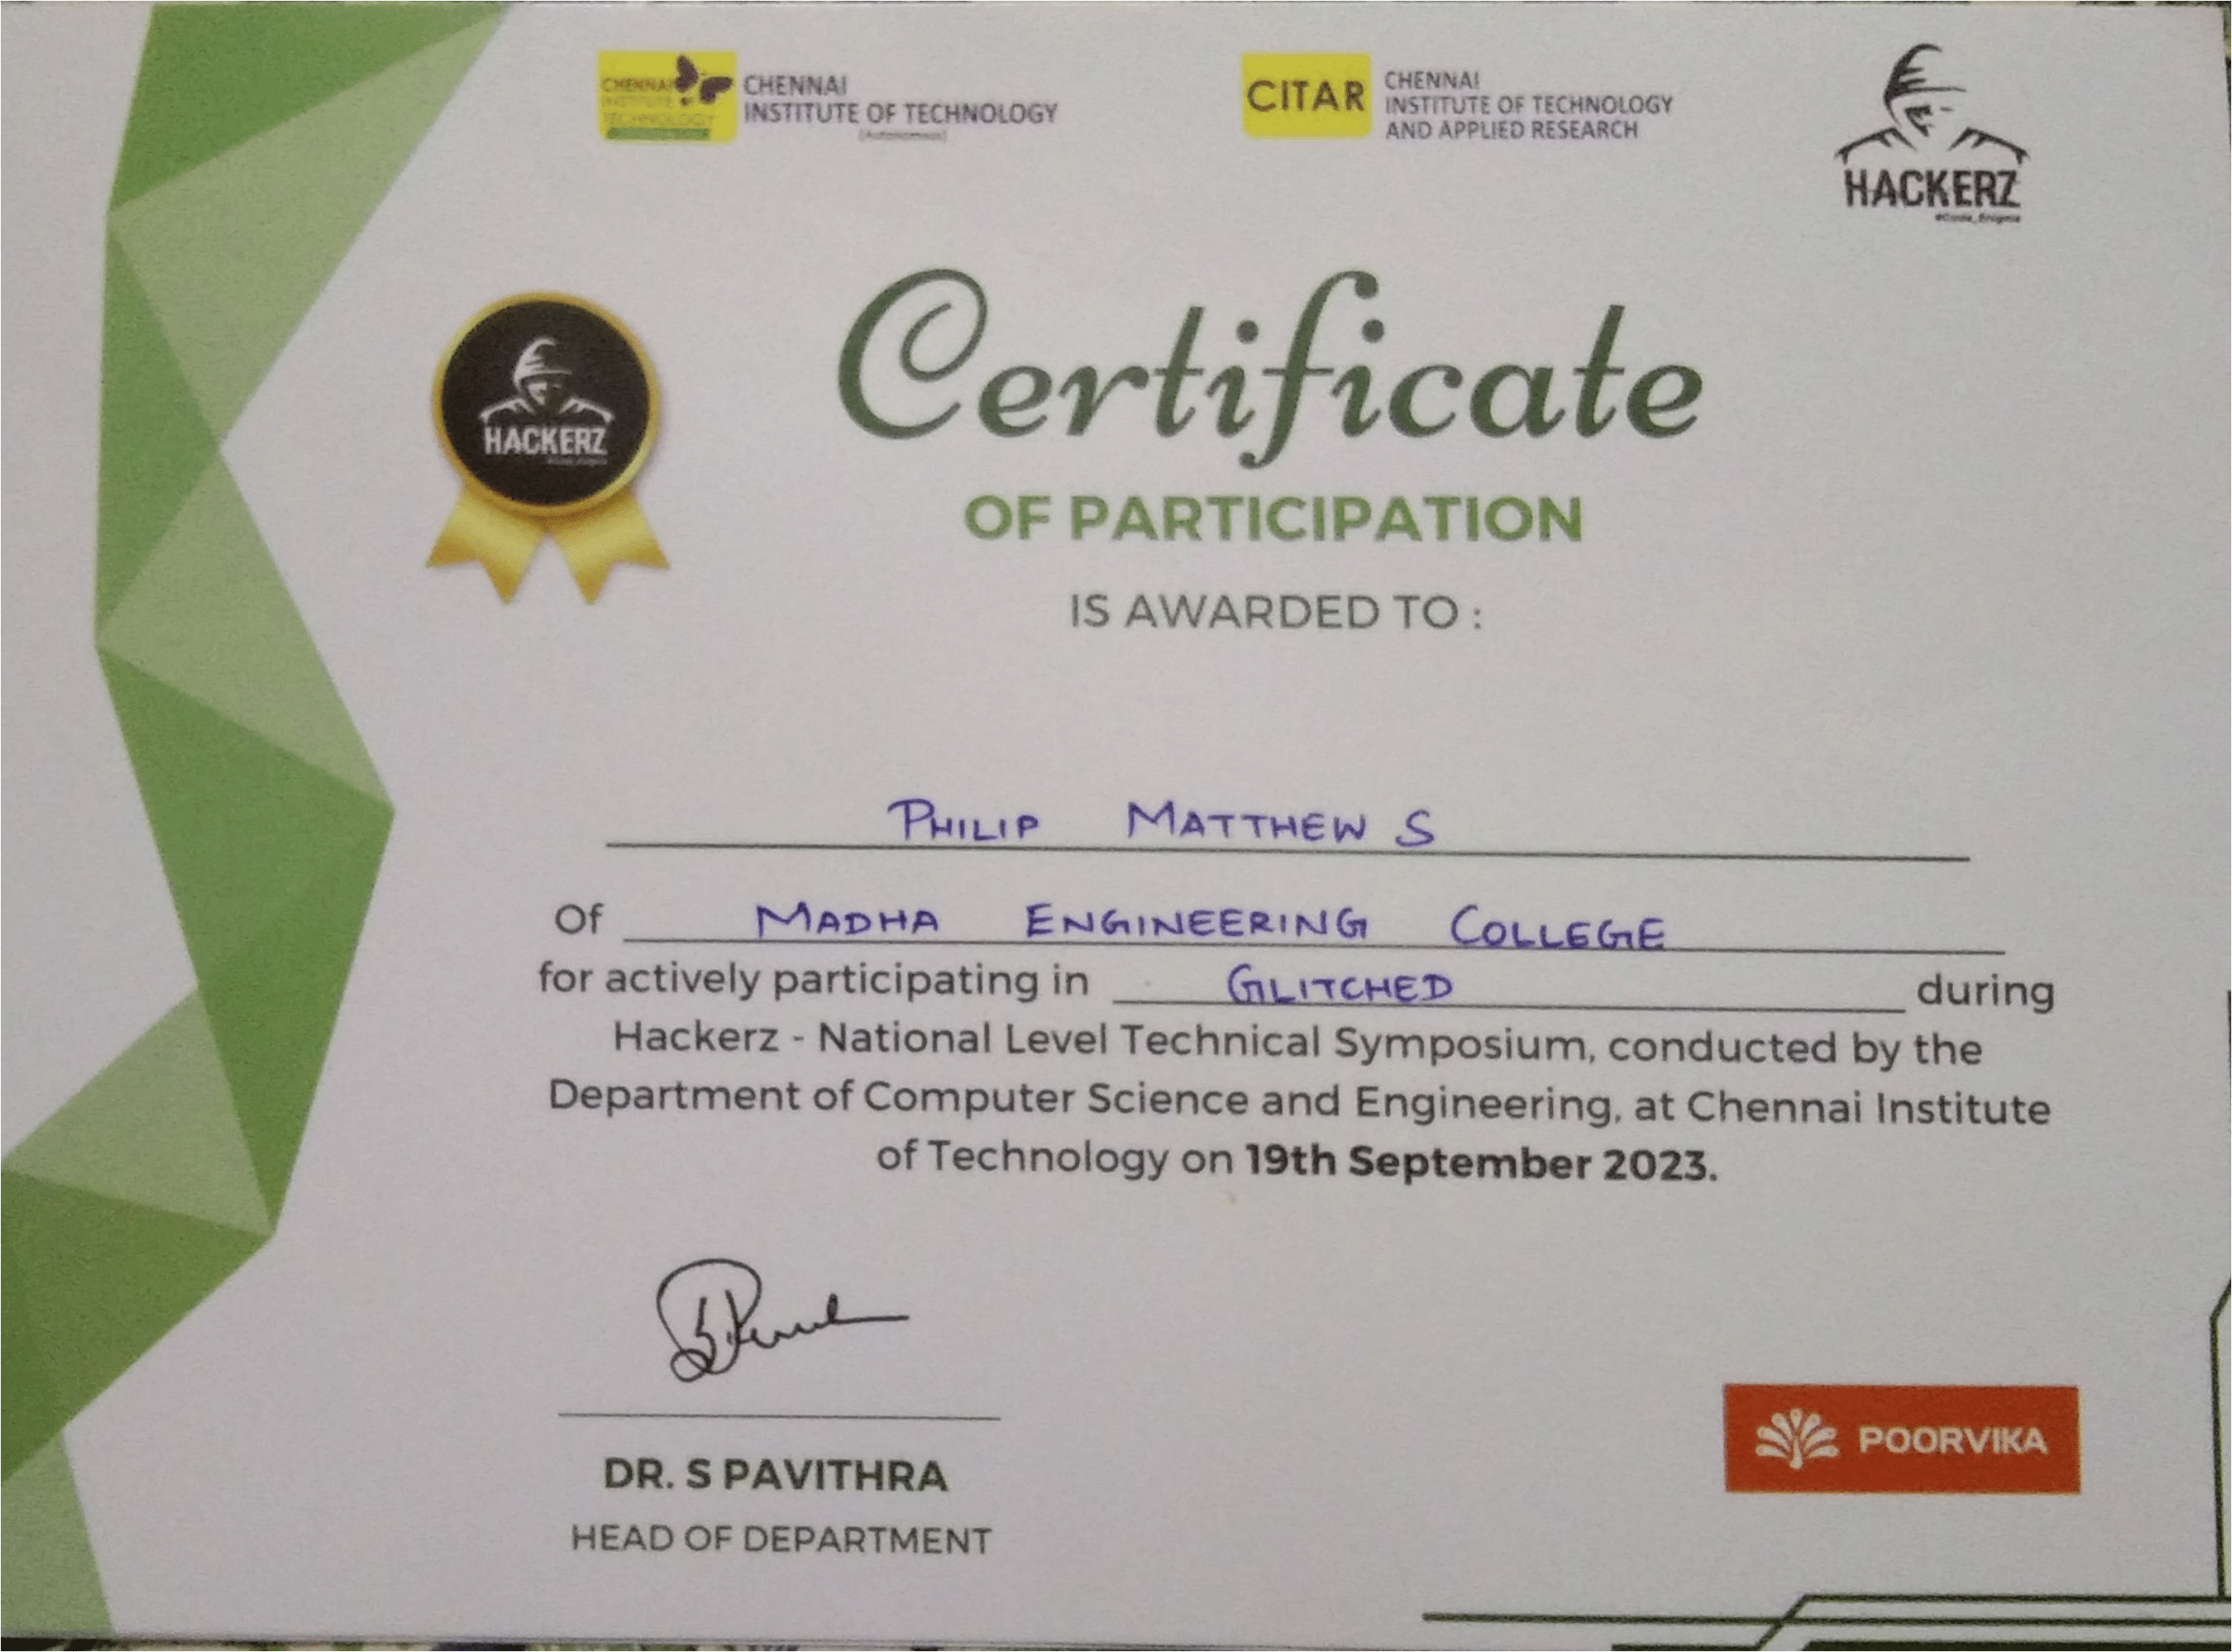 CHENNAI INSTITUTE TECHNOLOGY
CHENNAI
INSTITUTE OF TECHNOLOGY
(Autonomous)
CITAR
CHENNAI
INSTITUTE OF TECHNOLOGY
AND APPLIED RESEARCH
HACKERZ
#Code_Enigma
HACKERZ
Certificate
OF PARTICIPATION
IS AWARDED TO :
PHILIP MATTHEW S
Of MADHA ENGINEERING COLLEGE
for actively participating in GLITCHED during
Hackerz - National Level Technical Symposium, conducted by the
Department of Computer Science and Engineering, at Chennai Institute
of Technology on 19th September 2023.
DR. S PAVITHRA
HEAD OF DEPARTMENT
POORVIKA